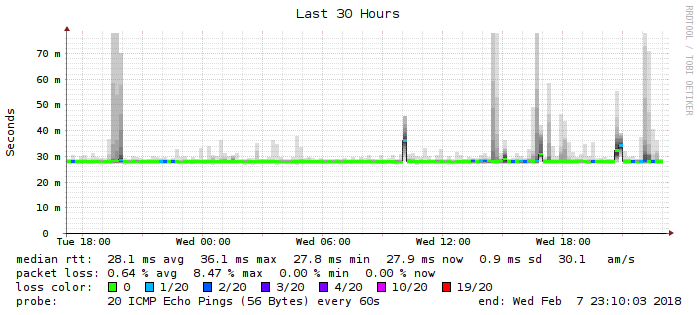 Last 30 Hours
RRDTOOL / TOBI OETIKER
Seconds
70 m
60 m
50 m
40 m
30 m
20 m
10 m
0
Tue 18:00 Wed 00:00 Wed 06:00 Wed 12:00 Wed 18:00
median rtt: 28.1 ms avg 36.1 ms max 27.8 ms min 27.9 ms now 0.9 ms sd 30.1 am/s
packet loss: 0.64 % avg 8.47 % max 0.00 % min 0.00 % now
loss color: 0 1/20 2/20 3/20 4/20 10/20 19/20
probe: 20 ICMP Echo Pings (56 Bytes) every 60s end: Wed Feb 7 23:10:03 2018